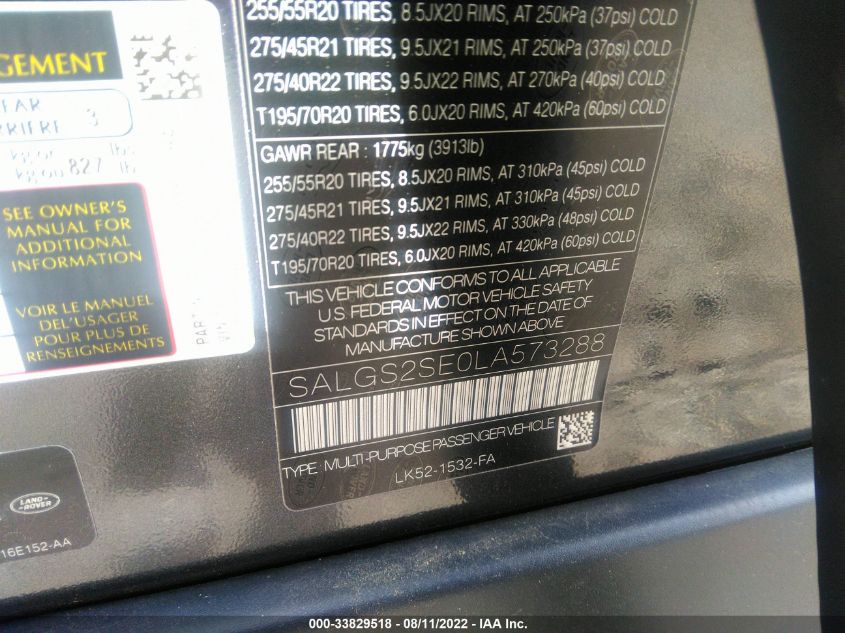 GEMENT
EAR
RRIERE 3
827 lb
SEE OWNER'S
MANUAL FOR
ADDITIONAL
INFORMATION
VOIR LE MANUEL
DEL'USAGER
POUR PLUS DE
RENSEIGNEMENTS
LAND-
ROVER
16E152-AA
255/55R20 TIRES, 8.5JX20 RIMS, AT 250kPa (37psi) COLD
275/45R21 TIRES, 9.5JX21 RIMS, AT 250kPa (37psi) COLD
275/40R22 TIRES, 9.5JX22 RIMS, AT 270kPa (40psi) COLD
T195/70R20 TIRES, 6.0JX20 RIMS, AT 420kPa (60psi) COLD
GAWR REAR : 1775kg (3913lb)
255/55R20 TIRES, 8.5JX20 RIMS, AT 310kPa (45psi) COLD
275/45R21 TIRES, 9.5JX21 RIMS, AT 310kPa (45psi) COLD
275/40R22 TIRES, 9.5JX22 RIMS, AT 330kPa (48psi) COLD
T195/70R20 TIRES, 6.0JX20 RIMS, AT 420kPa (60psi) COLD
THIS VEHICLE CONFORMS TO ALL APPLICABLE
U.S. FEDERAL MOTOR VEHICLE SAFETY
STANDARDS IN EFFECT ON THE DATE OF
MANUFACTURE SHOWN ABOVE
SALGS2SE0LA573288
TYPE: MULTI-PURPOSE PASSENGER VEHICLE
LK52-1532-FA
000-33829518 - 08/11/2022 - IAA, Inc.